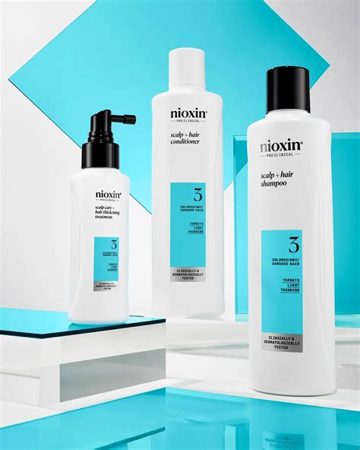 nioxin
PRO CLINICAL
scalp + hair
conditioner
3
COLORED/DRY/
DAMAGED HAIR
TARGETS
LIGHT
THINNING
CLINICALLY &
DERMATOLOGICALLY
TESTED
nioxin
PRO CLINICAL
scalp + hair
shampoo
3
COLORED/DRY/
DAMAGED HAIR
TARGETS
LIGHT
THINNING
CLINICALLY &
DERMATOLOGICALLY
TESTED
nioxin
PRO CLINICAL
scalp care +
hair thickening
treatment
3